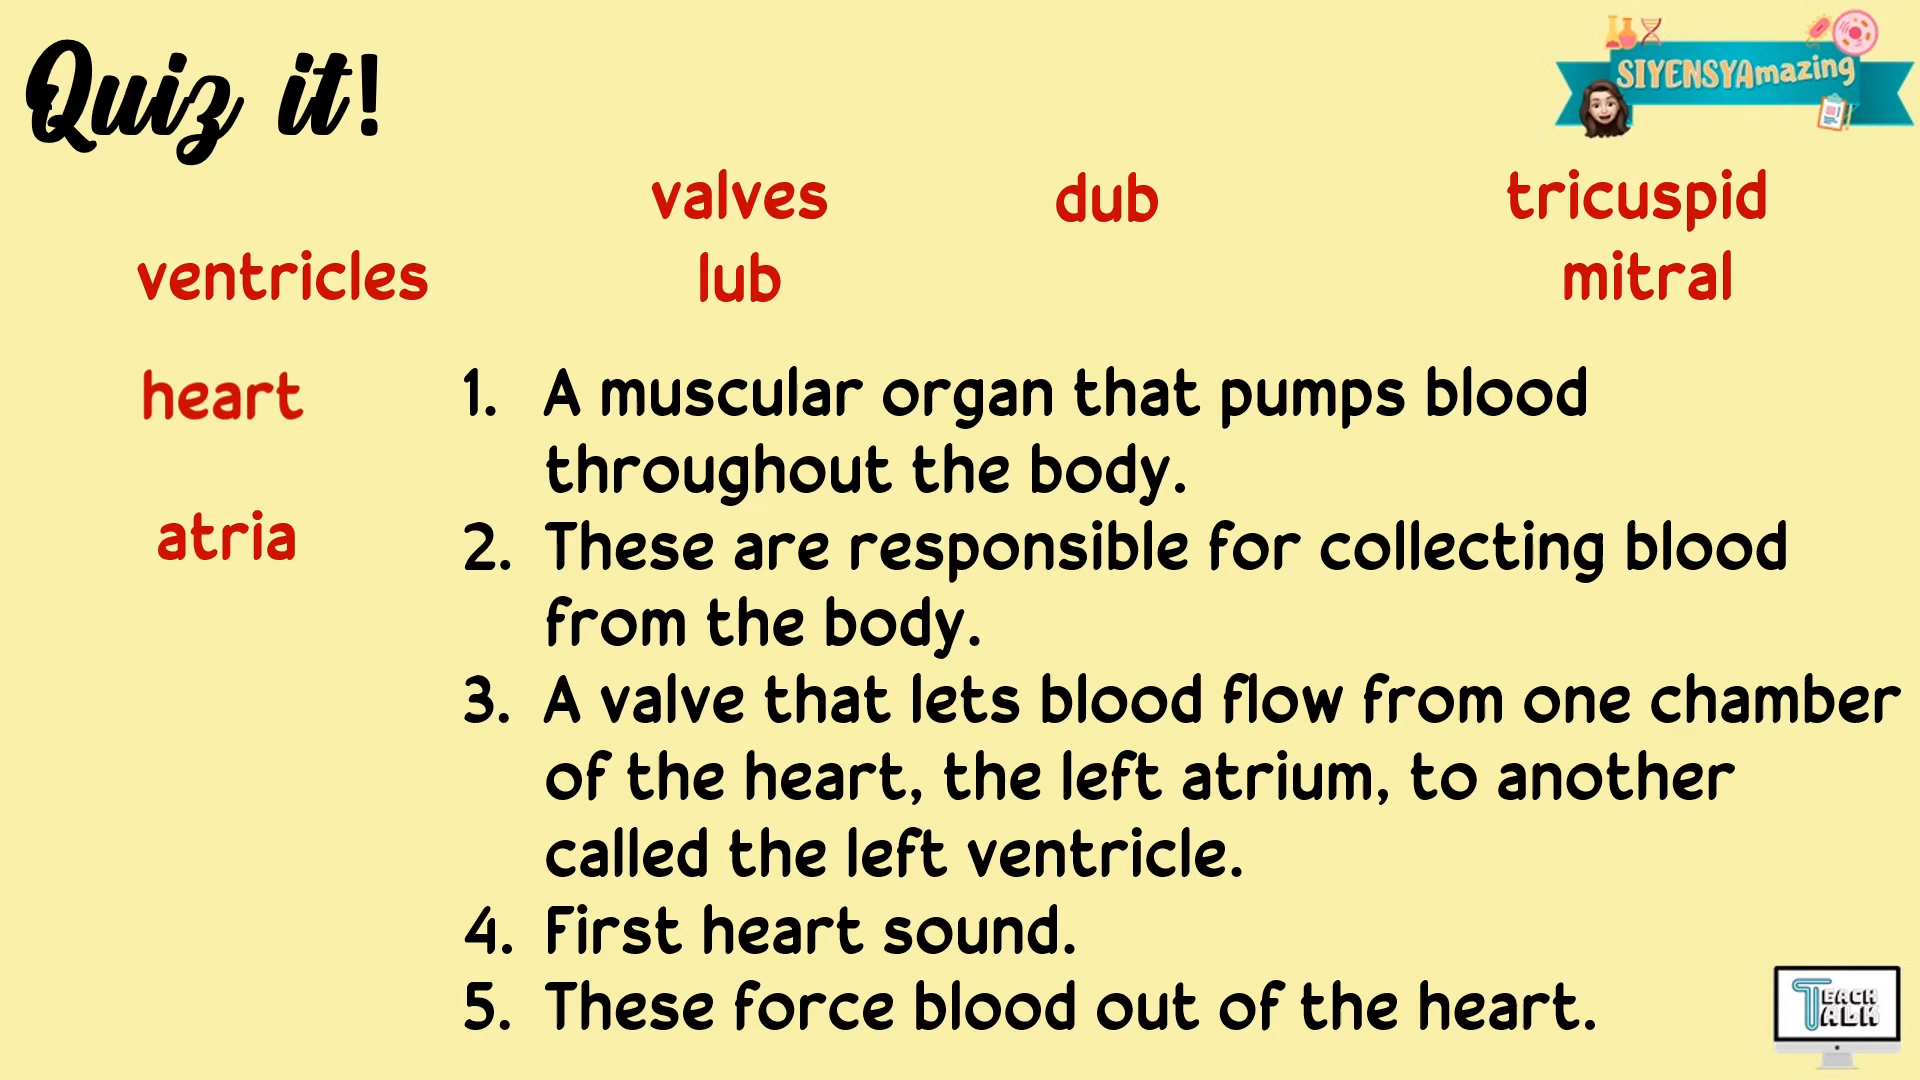 Quiz it!
SIYENSYAmazing
valves dub tricuspid
ventricles lub mitral
heart
atria
1. A muscular organ that pumps blood
throughout the body.
2. These are responsible for collecting blood
from the body.
3. A valve that lets blood flow from one chamber
of the heart, the left atrium, to another
called the left ventricle.
4. First heart sound.
5. These force blood out of the heart.
TEACH
TALK